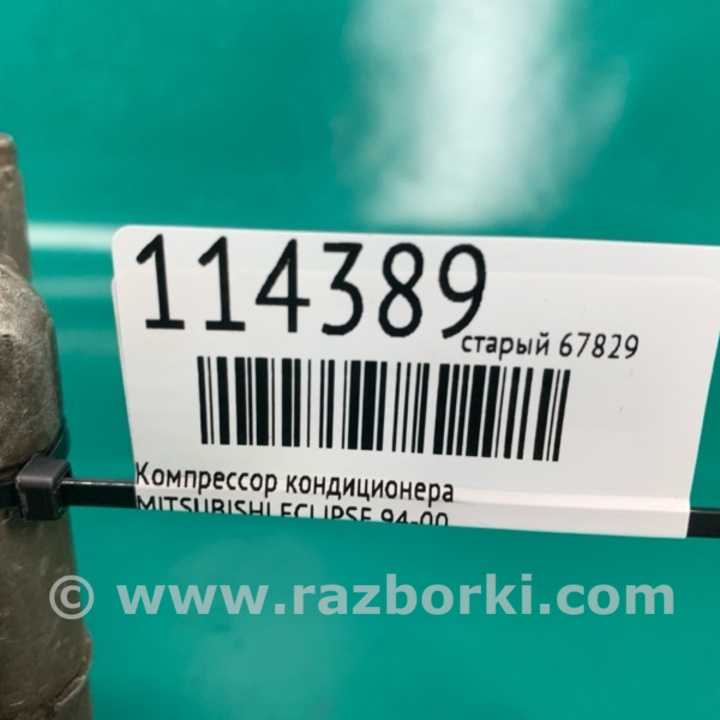 114389
старый 67829
Компрессор кондиционера
MITSUBISHI ECLIPSE 94-00
© www.razborki.com